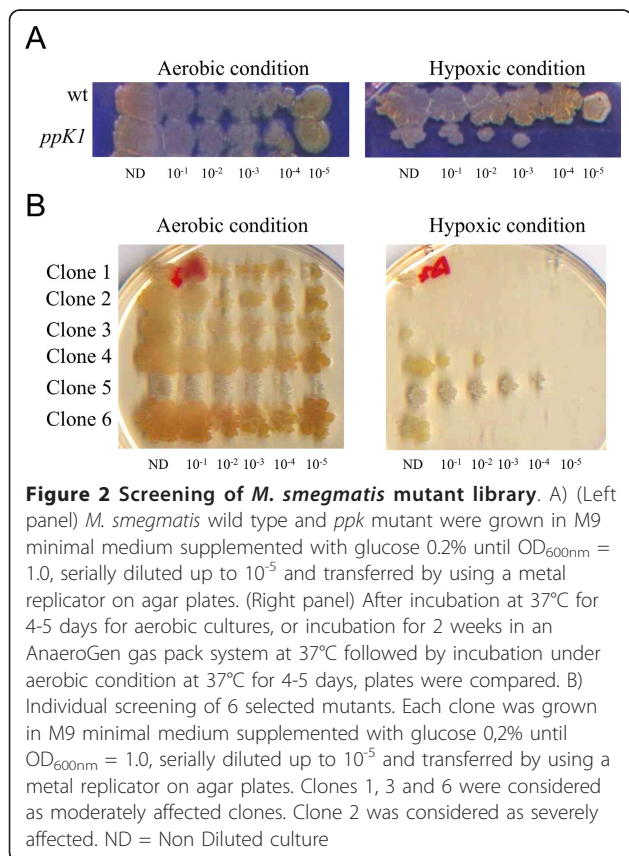 A
Aerobic condition Hypoxic condition
wt
ppK1
ND 10-1 10-2 10-3 10-4 10-5 ND 10-1 10-2 10-3 10-4 10-5
B
Aerobic condition Hypoxic condition
Clone 1
Clone 2
Clone 3
Clone 4
Clone 5
Clone 6
ND 10-1 10-2 10-3 10-4 10-5 ND 10-1 10-2 10-3 10-4 10-5
Figure 2 Screening of M. smegmatis mutant library. A) (Left
panel) M. smegmatis wild type and ppk mutant were grown in M9
minimal medium supplemented with glucose 0.2% until OD600nm =
1.0, serially diluted up to 10-5 and transferred by using a metal
replicator on agar plates. (Right panel) After incubation at 37°C for
4-5 days for aerobic cultures, or incubation for 2 weeks in an
AnaeroGen gas pack system at 37°C followed by incubation under
aerobic condition at 37°C for 4-5 days, plates were compared. B)
Individual screening of 6 selected mutants. Each clone was grown
in M9 minimal medium supplemented with glucose 0,2% until
OD600nm = 1.0, serially diluted up to 10-5 and transferred by using a
metal replicator on agar plates. Clones 1, 3 and 6 were considered
as moderately affected clones. Clone 2 was considered as severely
affected. ND = Non Diluted culture